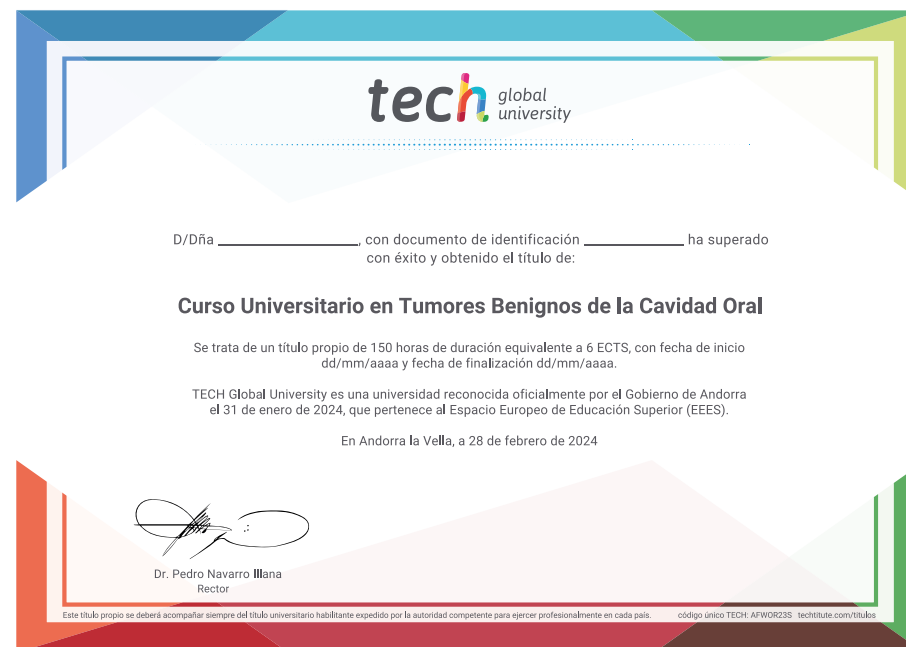 tech global university
D/Dña ____________, con documento de identificación ____________ ha superado
con éxito y obtenido el título de:
Curso Universitario en Tumores Benignos de la Cavidad Oral
Se trata de un título propio de 150 horas de duración equivalente a 6 ECTS, con fecha de inicio
dd/mm/aaaa y fecha de finalización dd/mm/aaaa.
TECH Global University es una universidad reconocida oficialmente por el Gobierno de Andorra
el 31 de enero de 2024, que pertenece al Espacio Europeo de Educación Superior (EEES).
En Andorra la Vella, a 28 de febrero de 2024
Dr. Pedro Navarro Illana
Rector
Este título propio se deberá acompañar siempre del título universitario habilitante expedido por la autoridad competente para ejercer profesionalmente en cada país. código único TECH: AFWOR23S techtitute.com/titulos